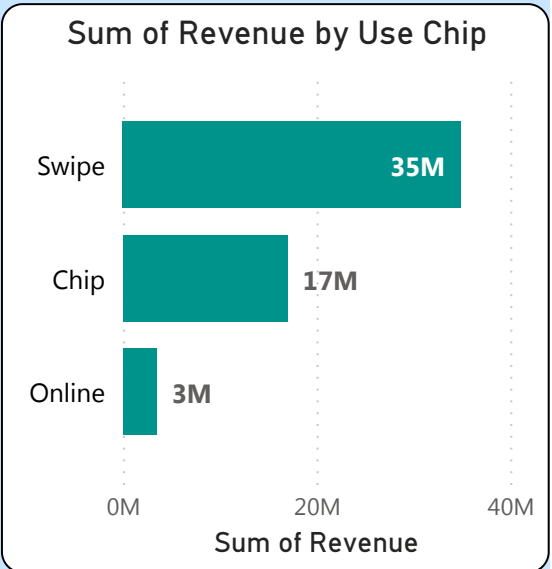 Sum of Revenue by Use Chip
Swipe 35M
Chip 17M
Online 3M
0M 20M 40M
Sum of Revenue